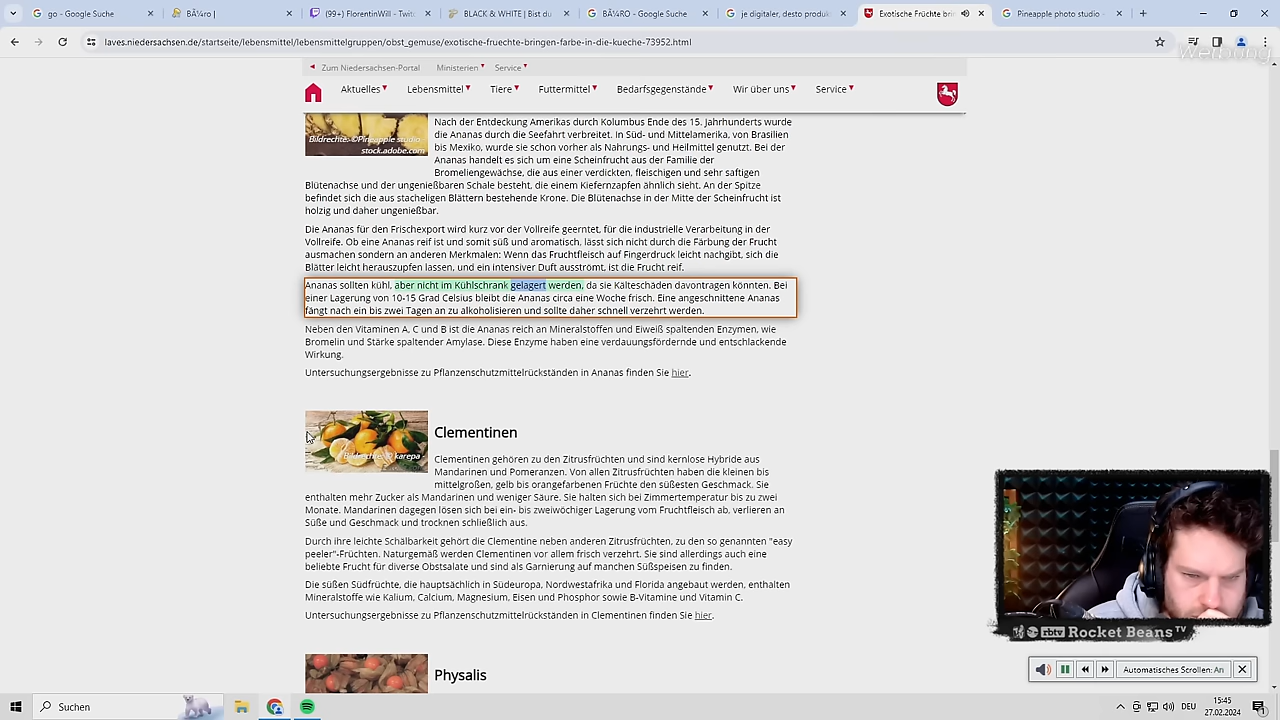 go - Google Suche
BÃ¼ro |
(99+) FlorentinWill - Twitc
BLACK & WHITE | Bist du
BÃ¼RO - Google Suche
je digitaler, desto produk
Exotische Früchte bri
Pineapple photo studio
laves.niedersachsen.de/startseite/lebensmittel/lebensmittelgruppen/obst_gemuse/exotische-fruechte-bringen-farbe-in-die-kueche-73952.html
Werbung
Zum Niedersachsen-Portal Ministerien Service
Aktuelles Lebensmittel Tiere Futtermittel Bedarfsgegenstände Wir über uns Service
Bildrechte: ©Pineapple studio -
stock.adobe.com
Nach der Entdeckung Amerikas durch Kolumbus Ende des 15. Jahrhunderts wurde
die Ananas durch die Seefahrt verbreitet. In Süd- und Mittelamerika, von Brasilien
bis Mexiko, wurde sie schon vorher als Nahrungs- und Heilmittel genutzt. Bei der
Ananas handelt es sich um eine Scheinfrucht aus der Familie der
Bromeliengewächse, die aus einer verdickten, fleischigen und sehr saftigen
Blütenachse und der ungenießbaren Schale besteht, die einem Kiefernzapfen ähnlich sieht. An der Spitze
befindet sich die aus stacheligen Blättern bestehende Krone. Die Blütenachse in der Mitte der Scheinfrucht ist
holzig und daher ungenießbar.
Die Ananas für den Frischexport wird kurz vor der Vollreife geerntet, für die industrielle Verarbeitung in der
Vollreife. Ob eine Ananas reif ist und somit süß und aromatisch, lässt sich nicht durch die Färbung der Frucht
ausmachen sondern an anderen Merkmalen: Wenn das Fruchtfleisch auf Fingerdruck leicht nachgibt, sich die
Blätter leicht herauszupfen lassen, und ein intensiver Duft ausströmt, ist die Frucht reif.
Ananas sollten kühl, aber nicht im Kühlschrank gelagert werden, da sie Kälteschäden davontragen könnten. Bei
einer Lagerung von 10-15 Grad Celsius bleibt die Ananas circa eine Woche frisch. Eine angeschnittene Ananas
fängt nach ein bis zwei Tagen an zu alkoholisieren und sollte daher schnell verzehrt werden.
Neben den Vitaminen A, C und B ist die Ananas reich an Mineralstoffen und Eiweiß spaltenden Enzymen, wie
Bromelin und Stärke spaltender Amylase. Diese Enzyme haben eine verdauungsfördernde und entschlackende
Wirkung.
Untersuchungsergebnisse zu Pflanzenschutzmittelrückständen in Ananas finden Sie hier.
Bildrechte: © karepa -
Clementinen
Clementinen gehören zu den Zitrusfrüchten und sind kernlose Hybride aus
Mandarinen und Pomeranzen. Von allen Zitrusfrüchten haben die kleinen bis
mittelgroßen, gelb bis orangefarbenen Früchte den süßesten Geschmack. Sie
enthalten mehr Zucker als Mandarinen und weniger Säure. Sie halten sich bei Zimmertemperatur bis zu zwei
Monate. Mandarinen dagegen lösen sich bei ein- bis zweiwöchiger Lagerung vom Fruchtfleisch ab, verlieren an
Süße und Geschmack und trocknen schließlich aus.
Durch ihre leichte Schälbarkeit gehört die Clementine neben anderen Zitrusfrüchten, zu den so genannten "easy
peeler"-Früchten. Naturgemäß werden Clementinen vor allem frisch verzehrt. Sie sind allerdings auch eine
beliebte Frucht für diverse Obstsalate und sind als Garnierung auf manchen Süßspeisen zu finden.
Die süßen Südfrüchte, die hauptsächlich in Südeuropa, Nordwestafrika und Florida angebaut werden, enthalten
Mineralstoffe wie Kalium, Calcium, Magnesium, Eisen und Phosphor sowie B-Vitamine und Vitamin C.
Untersuchungsergebnisse zu Pflanzenschutzmittelrückständen in Clementinen finden Sie hier.
Physalis
rbtv Rocket Beans TV
Automatisches Scrollen: An
Suchen
DEU
15:45
27.02.2024